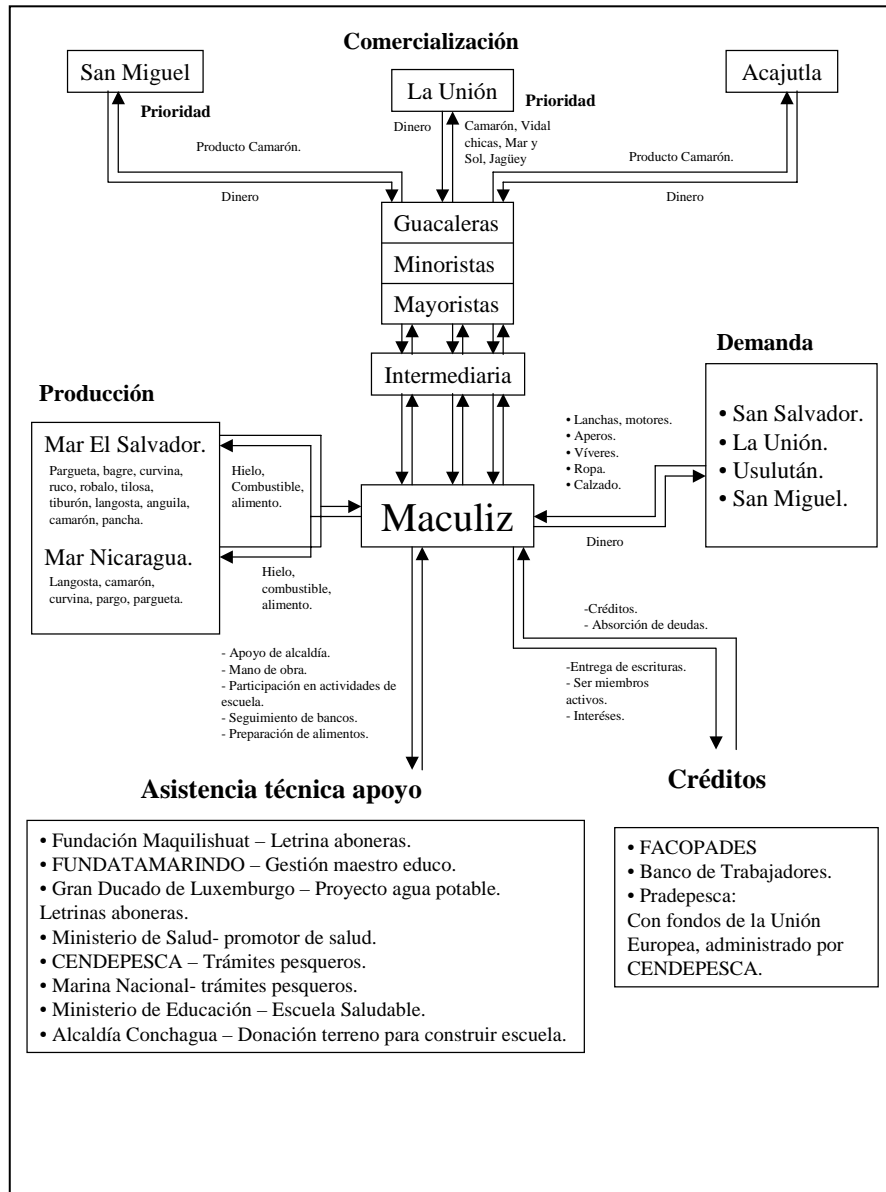 Comercialización
San Miguel
La Unión
Acajutla
Prioridad
Prioridad
Dinero
Camarón, Vidal
chicas, Mar y
Sol, Jagüey
Producto Camarón.
Producto Camarón.
Dinero
Dinero
Guacaleras
Minoristas
Mayoristas
Intermediaria
Demanda
• San Salvador.
• La Unión.
• Usulután.
• San Miguel.
Producción
Mar El Salvador.
Pargueta, bagre, curvina,
ruco, robalo, tilosa,
tiburón, langosta, anguila,
camarón, pancha.
Mar Nicaragua.
Langosta, camarón,
curvina, pargo, pargueta.
Hielo,
Combustible,
alimento.
Hielo,
combustible,
alimento.
• Lanchas, motores.
• Aperos.
• Víveres.
• Ropa.
• Calzado.
Maculiz
Dinero
-Créditos.
- Absorción de deudas.
-Entrega de escrituras.
- Ser miembros
activos.
- Interéses.
- Apoyo de alcaldía.
- Mano de obra.
- Participación en actividades de
escuela.
- Seguimiento de bancos.
- Preparación de alimentos.
Asistencia técnica apoyo
• Fundación Maquilishuat – Letrina aboneras.
• FUNDATAMARINDO – Gestión maestro educo.
• Gran Ducado de Luxemburgo – Proyecto agua potable.
Letrinas aboneras.
• Ministerio de Salud- promotor de salud.
• CENDEPESCA – Trámites pesqueros.
• Marina Nacional- trámites pesqueros.
• Ministerio de Educación – Escuela Saludable.
• Alcaldía Conchagua – Donación terreno para construir escuela.
Créditos
• FACOPADES
• Banco de Trabajadores.
• Pradepesca:
Con fondos de la Unión
Europea, administrado por
CENDEPESCA.